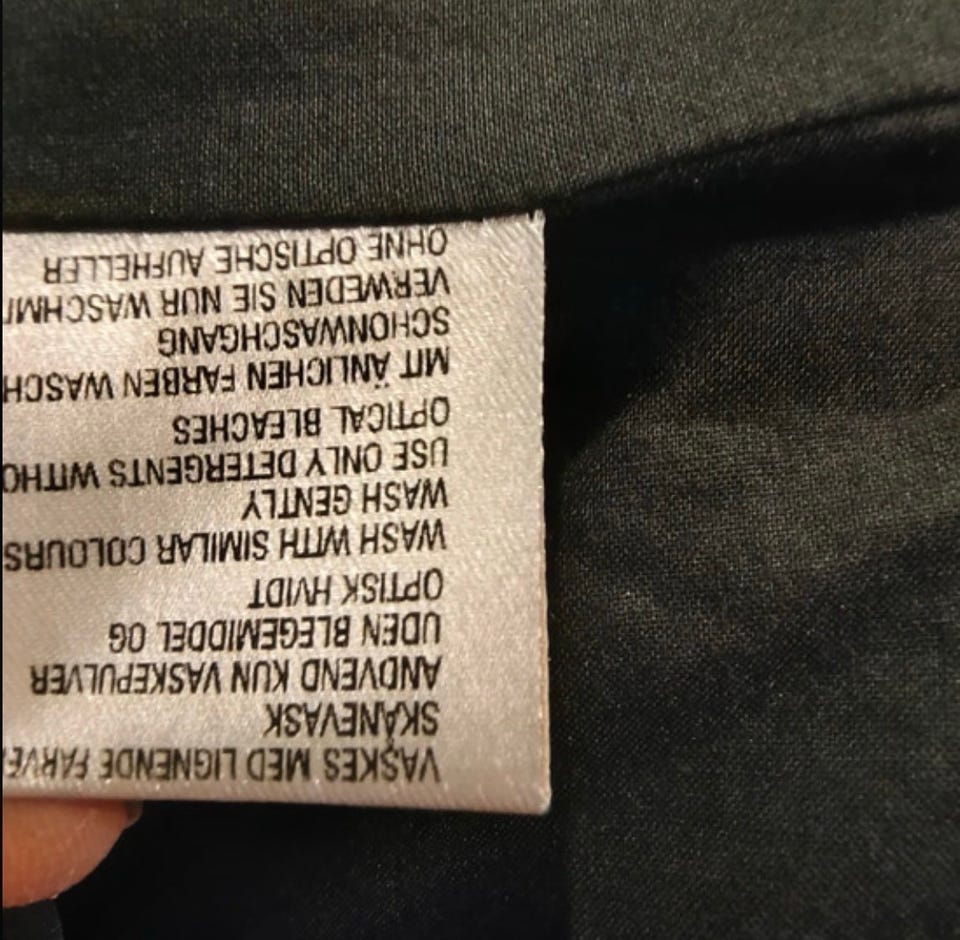 VASKES MED LIGNENDE
SKÅNEVASK
ANDVEND KUN VASKEPULVER
UDEN BLEGEMIDDEL OG
OPTISK HVIDT
WASH WITH SIMILAR COLOURS
WASH GENTLY
USE ONLY DETERGENTS
OPTICAL BLEACHES
MIT ÄNLICHEN FARBEN
SCHONWASCHGANG
VERWEDEN SIE NUR
OHNE OPTISCHE AUFHELLER